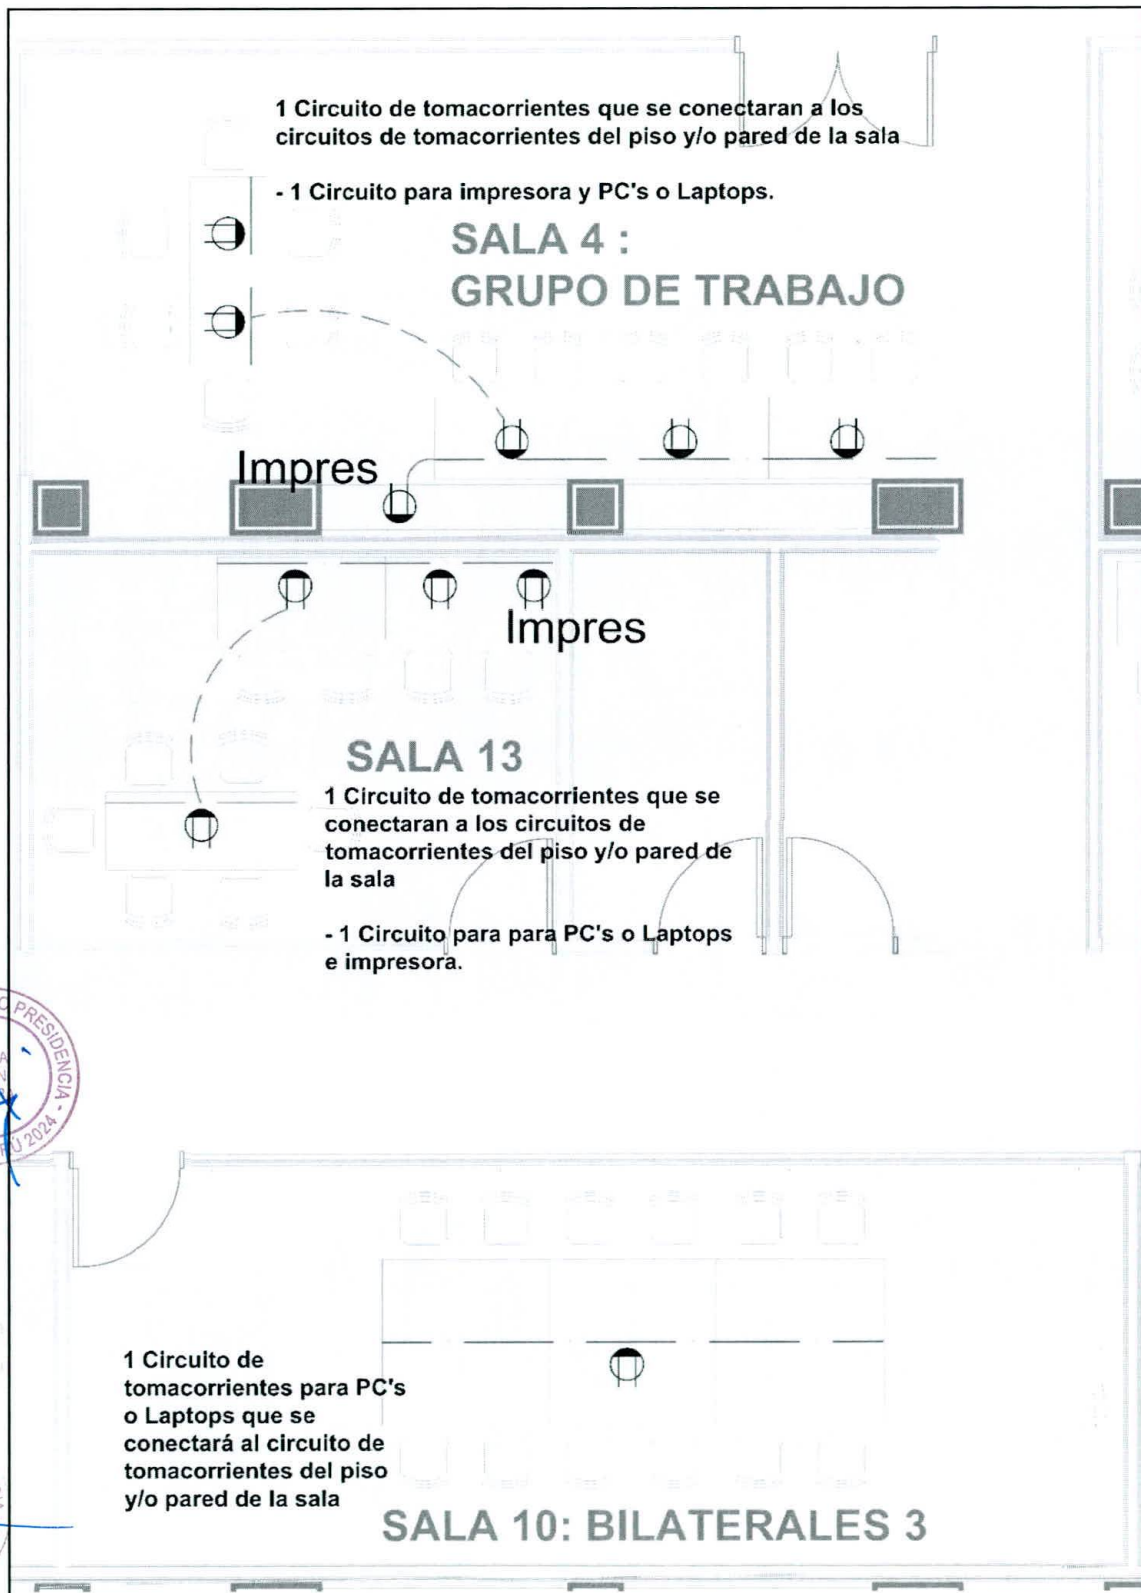 1 Circuito de tomacorrientes que se conectaran a los
circuitos de tomacorrientes del piso y/o pared de la sala
- 1 Circuito para impresora y PC's o Laptops.
SALA 4 :
GRUPO DE TRABAJO
Impres
Impres
SALA 13
1 Circuito de tomacorrientes que se
conectaran a los circuitos de
tomacorrientes del piso y/o pared de
la sala
- 1 Circuito para para PC's o Laptops
e impresora.
PRESIDENCIA -
2024
1 Circuito de
tomacorrientes para PC's
o Laptops que se
conectará al circuito de
tomacorrientes del piso
y/o pared de la sala
SALA 10: BILATERALES 3